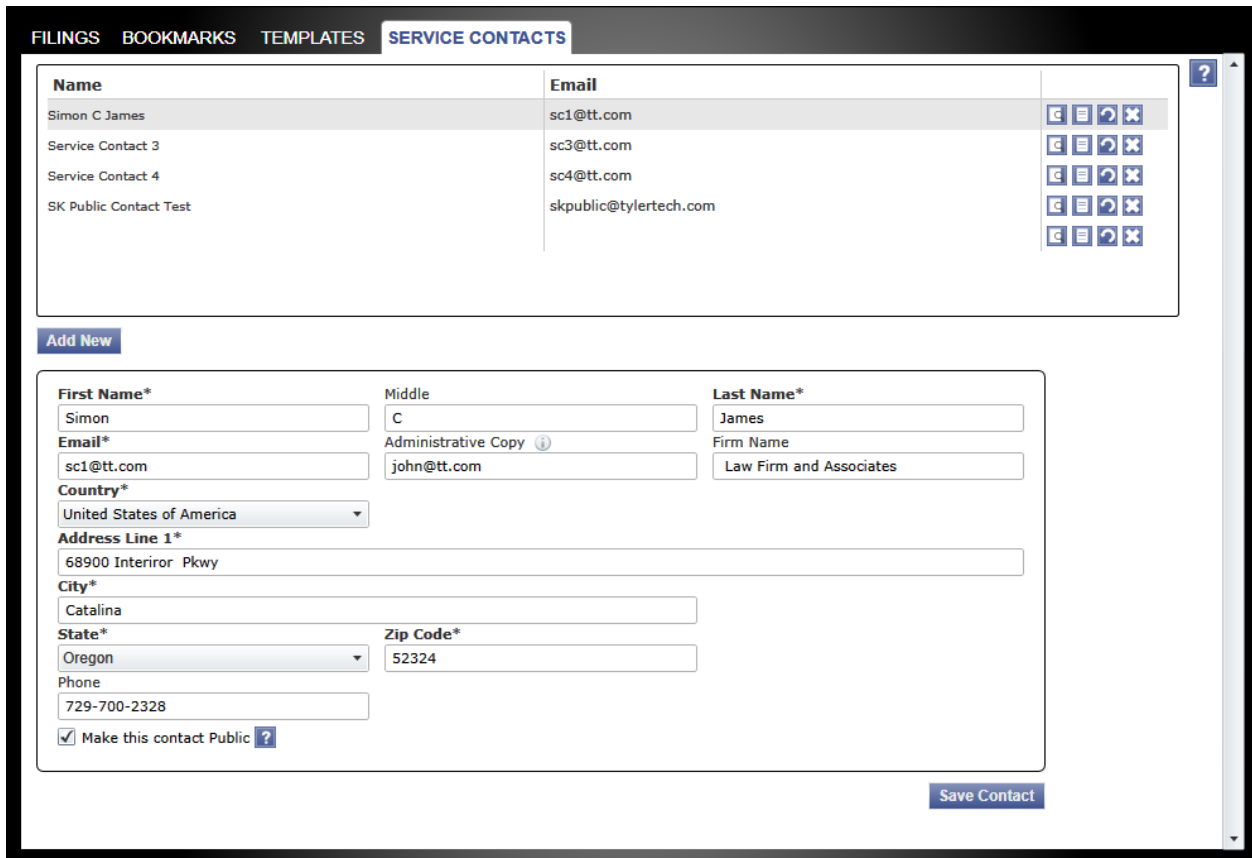 FILINGS BOOKMARKS TEMPLATES SERVICE CONTACTS
?
Name Email
Simon C James sc1@tt.com
Service Contact 3 sc3@tt.com
Service Contact 4 sc4@tt.com
SK Public Contact Test skpublic@tylertech.com
Add New
First Name* Middle Last Name*
Simon C James
Email* Administrative Copy i Firm Name
sc1@tt.com john@tt.com Law Firm and Associates
Country*
United States of America
Address Line 1*
68900 Interiror Pkwy
City*
Catalina
State* Zip Code*
Oregon 52324
Phone
729-700-2328
Make this contact Public ?
Save Contact